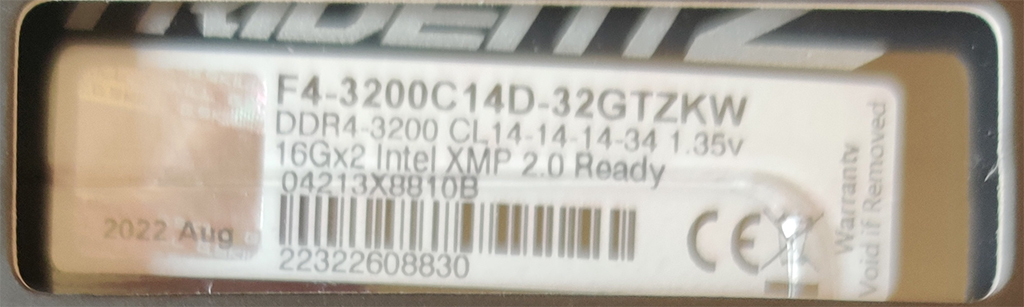 TRIDENT Z
F4-3200C14D-32GTZKW
DDR4-3200 CL14-14-14-34 1.35v
16Gx2 Intel XMP 2.0 Ready
04213X8810B
2022 Aug
22322608830
CE
Warranty
Void if Removed